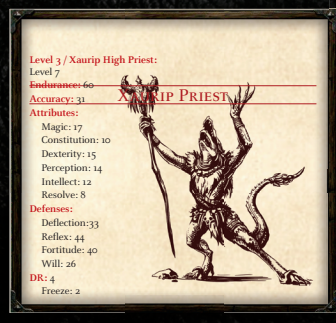 Level 3 / Xaurip High Priest:
Level 7
Endurance: 60
Xaurip Priest
Accuracy: 31
Attributes:
Magic: 17
Constitution: 10
Dexterity: 15
Perception: 14
Intellect: 12
Resolve: 8
Defenses:
Deflection:33
Reflex: 44
Fortitude: 40
Will: 26
DR: 4
Freeze: 2